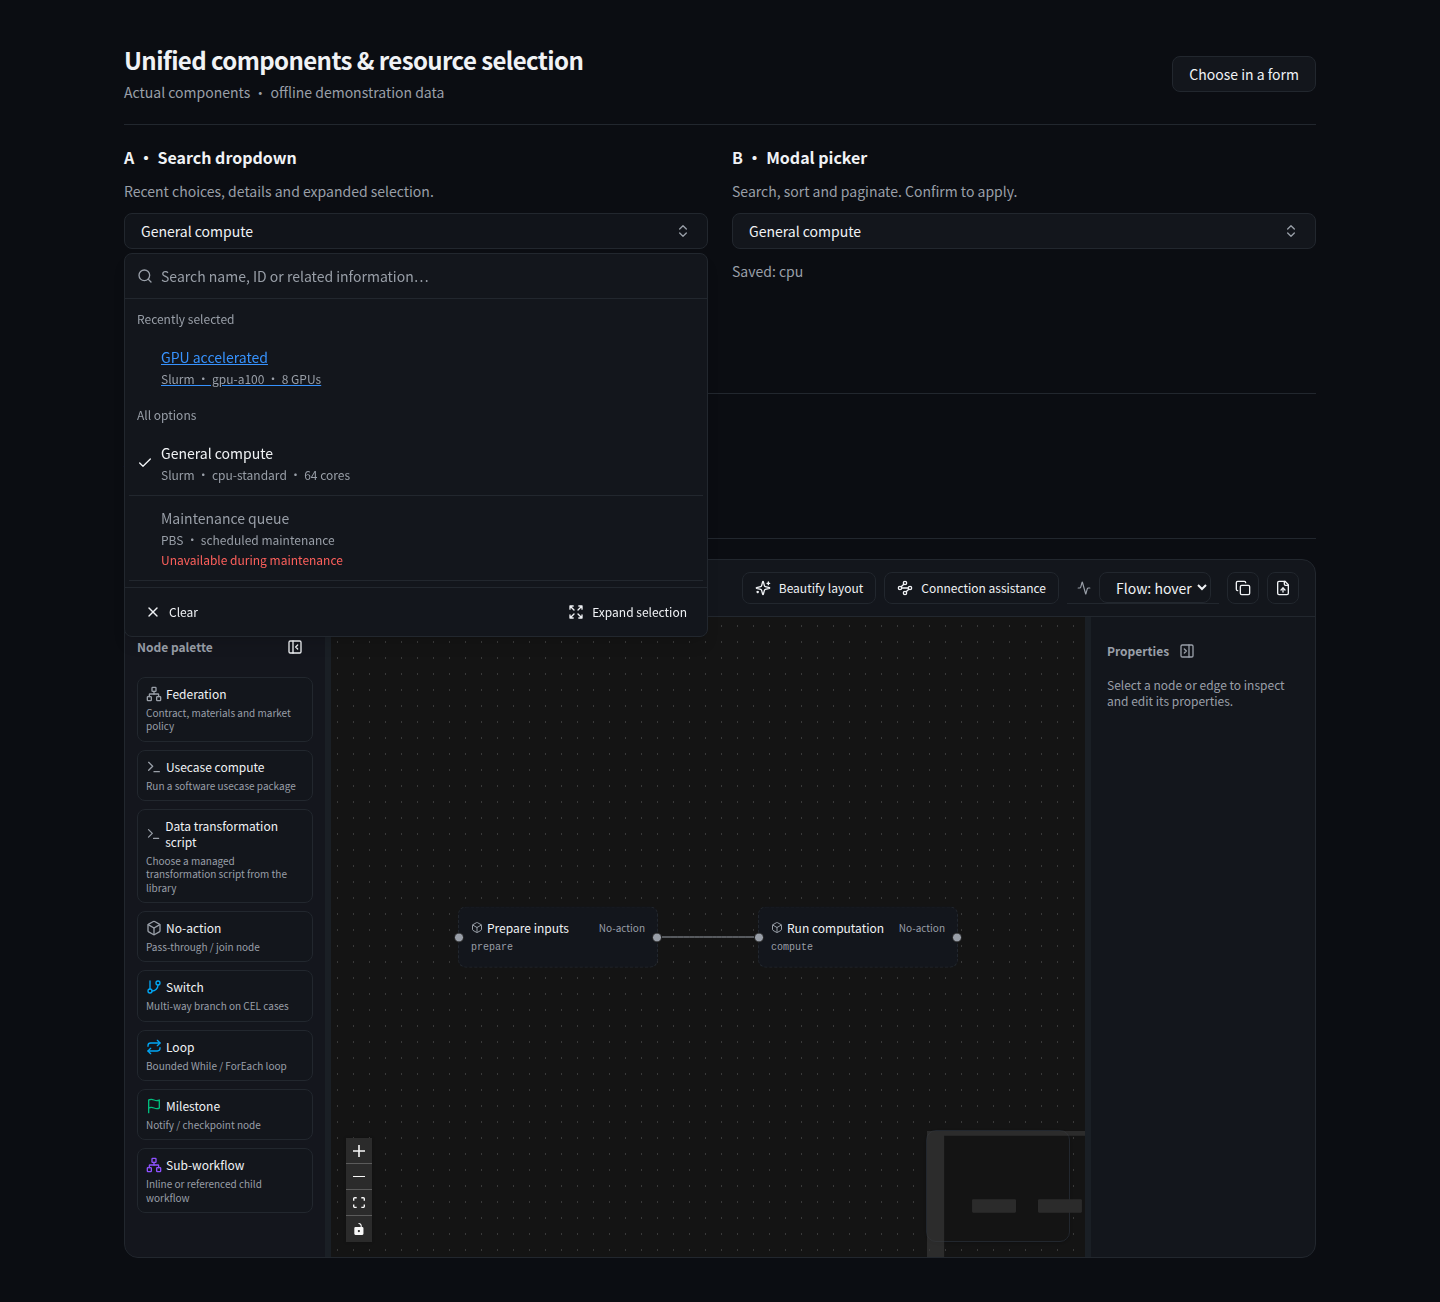 Unified components & resource selection
Actual components • offline demonstration data
Choose in a form
A • Search dropdown
Recent choices, details and expanded selection.
General compute
B • Modal picker
Search, sort and paginate. Confirm to apply.
General compute
Saved: cpu
Search name, ID or related information…
Recently selected
GPU accelerated
Slurm • gpu-a100 • 8 GPUs
All options
General compute
Slurm • cpu-standard • 64 cores
Maintenance queue
PBS • scheduled maintenance
Unavailable during maintenance
Clear
Expand selection
Beautify layout
Connection assistance
Flow: hover
Node palette
Federation
Contract, materials and market
policy
Usecase compute
Run a software usecase package
Data transformation
script
Choose a managed
transformation script from the
library
No-action
Pass-through / join node
Switch
Multi-way branch on CEL cases
Loop
Bounded While / ForEach loop
Milestone
Notify / checkpoint node
Sub-workflow
Inline or referenced child
workflow
Prepare inputs
No-action
prepare
Run computation
No-action
compute
Properties
Select a node or edge to inspect
and edit its properties.